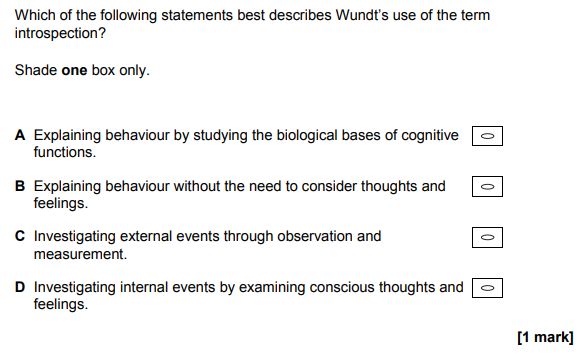 Which of the following statements best describes Wundt's use of the term
introspection?
Shade one box only.
A Explaining behaviour by studying the biological bases of cognitive
functions.
B Explaining behaviour without the need to consider thoughts and
feelings.
C Investigating external events through observation and
measurement.
D Investigating internal events by examining conscious thoughts and
feelings.
[1 mark]